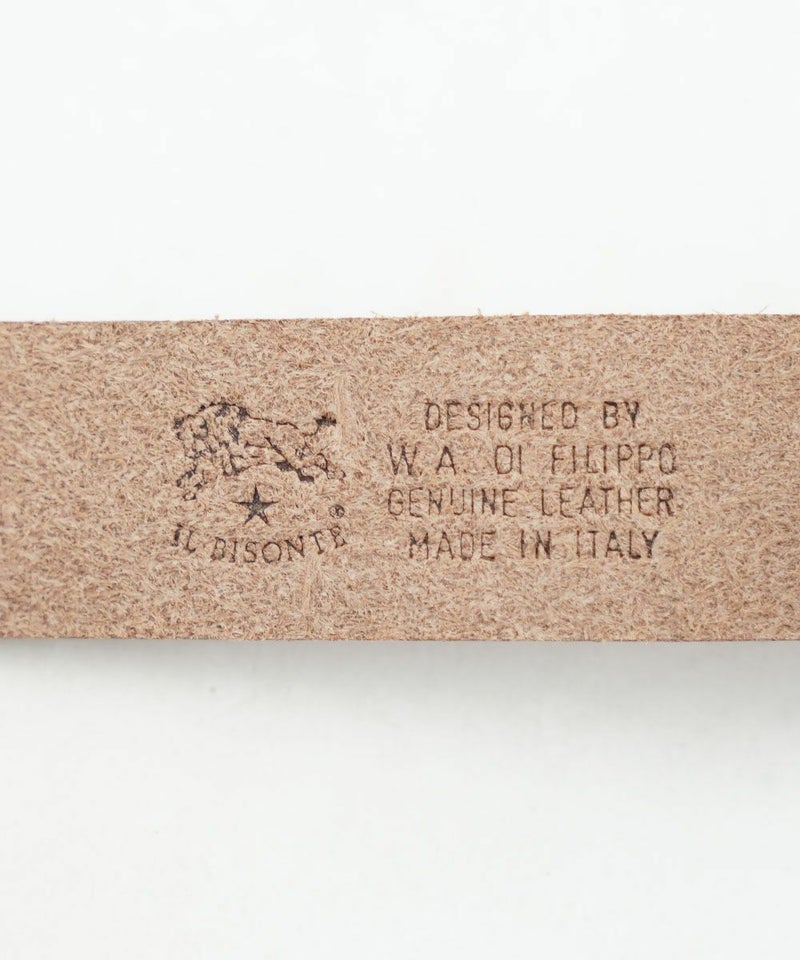 IL BISONTE ®
DESIGNED BY
W.A. DI FILIPPO
GENUINE LEATHER
MADE IN ITALY